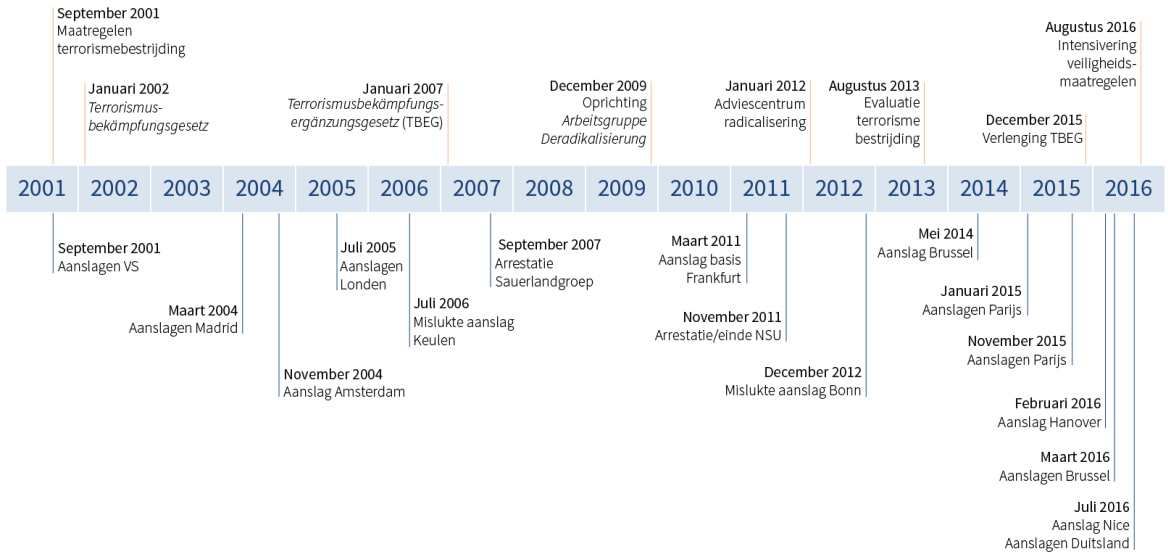 September 2001
Maatregelen
terrorismebestrijding
Januari 2002
Terrorismus-
bekämpfungsgesetz
Januari 2007
Terrorismusbekämpfungs-
ergänzungsgesetz (TBEG)
December 2009
Oprichting
Arbeitsgruppe
Deradikalisierung
Januari 2012
Adviescentrum
radicalisering
Augustus 2013
Evaluatie
terrorisme
bestrijding
December 2015
Verlenging TBEG
Augustus 2016
Intensivering
veiligheids-
maatregelen
2001 2002 2003 2004 2005 2006 2007 2008 2009 2010 2011 2012 2013 2014 2015 2016
September 2001
Aanslagen VS
Maart 2004
Aanslagen Madrid
November 2004
Aanslag Amsterdam
Juli 2005
Aanslagen
Londen
Juli 2006
Mislukte aanslag
Keulen
September 2007
Arrestatie
Sauerlandgroep
Maart 2011
Aanslag basis
Frankfurt
November 2011
Arrestatie/einde NSU
December 2012
Mislukte aanslag Bonn
Mei 2014
Aanslag Brussel
Januari 2015
Aanslagen Parijs
November 2015
Aanslagen Parijs
Februari 2016
Aanslag Hanover
Maart 2016
Aanslagen Brussel
Juli 2016
Aanslag Nice
Aanslagen Duitsland